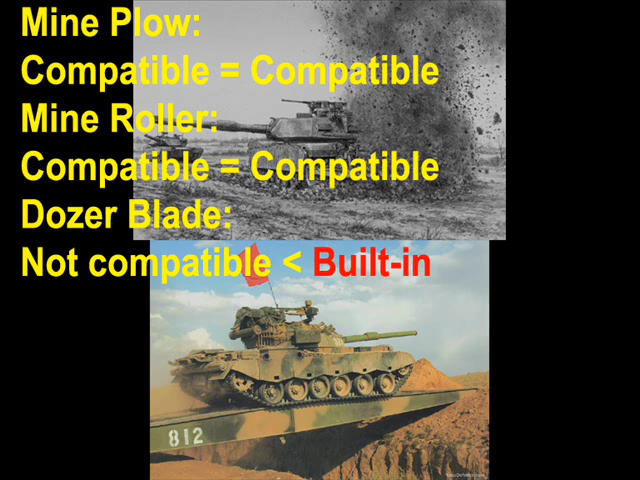 Mine Plow:
Compatible = Compatible
Mine Roller:
Compatible = Compatible
Dozer Blade:
Not compatible < Built-in
812